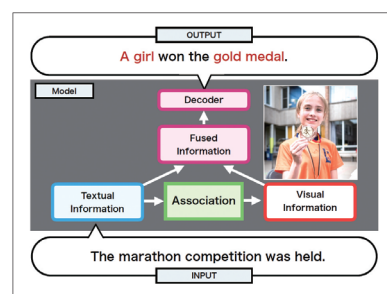 OUTPUT
A girl won the gold medal.
Model
Decoder
Fused
Information
Textual
Information
Association
Visual
Information
The marathon competition was held.
INPUT